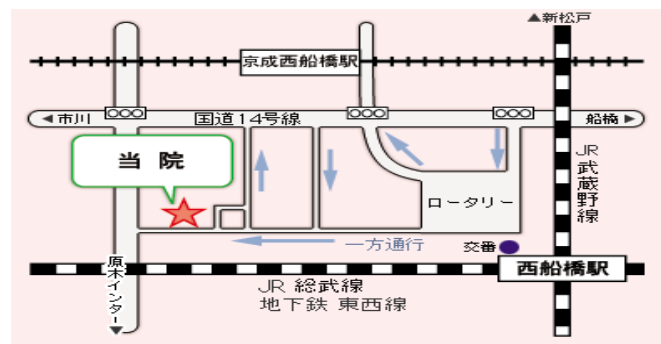 ▲新松戸
京成西船橋駅
◀市川
国道14号線
船橋▶
当 院
JR武蔵野線
ロータリー
一方通行
交番
西船橋駅
原木インター▼
JR 総武線
地下鉄 東西線